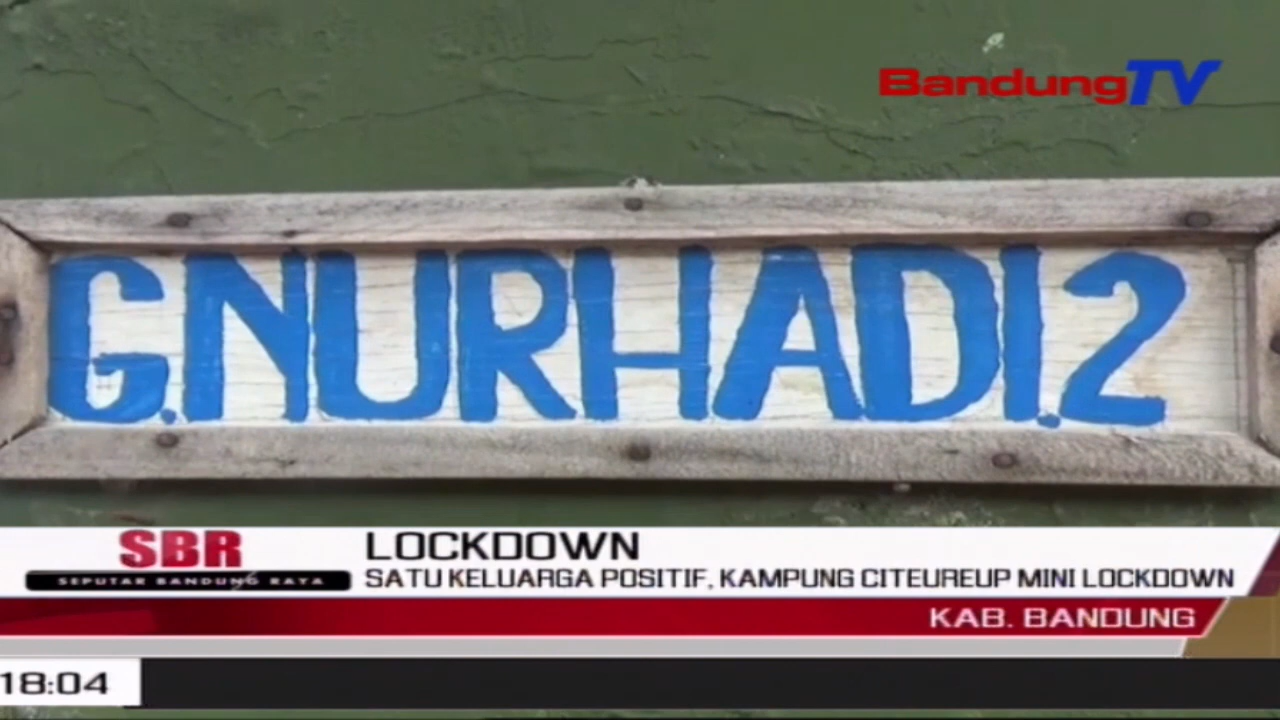 BandungTV
G.NURHADI.2
SBR
SEPUTAR BANDUNG RAYA
LOCKDOWN
SATU KELUARGA POSITIF, KAMPUNG CITEUREUP MINI LOCKDOWN
KAB. BANDUNG
18:04